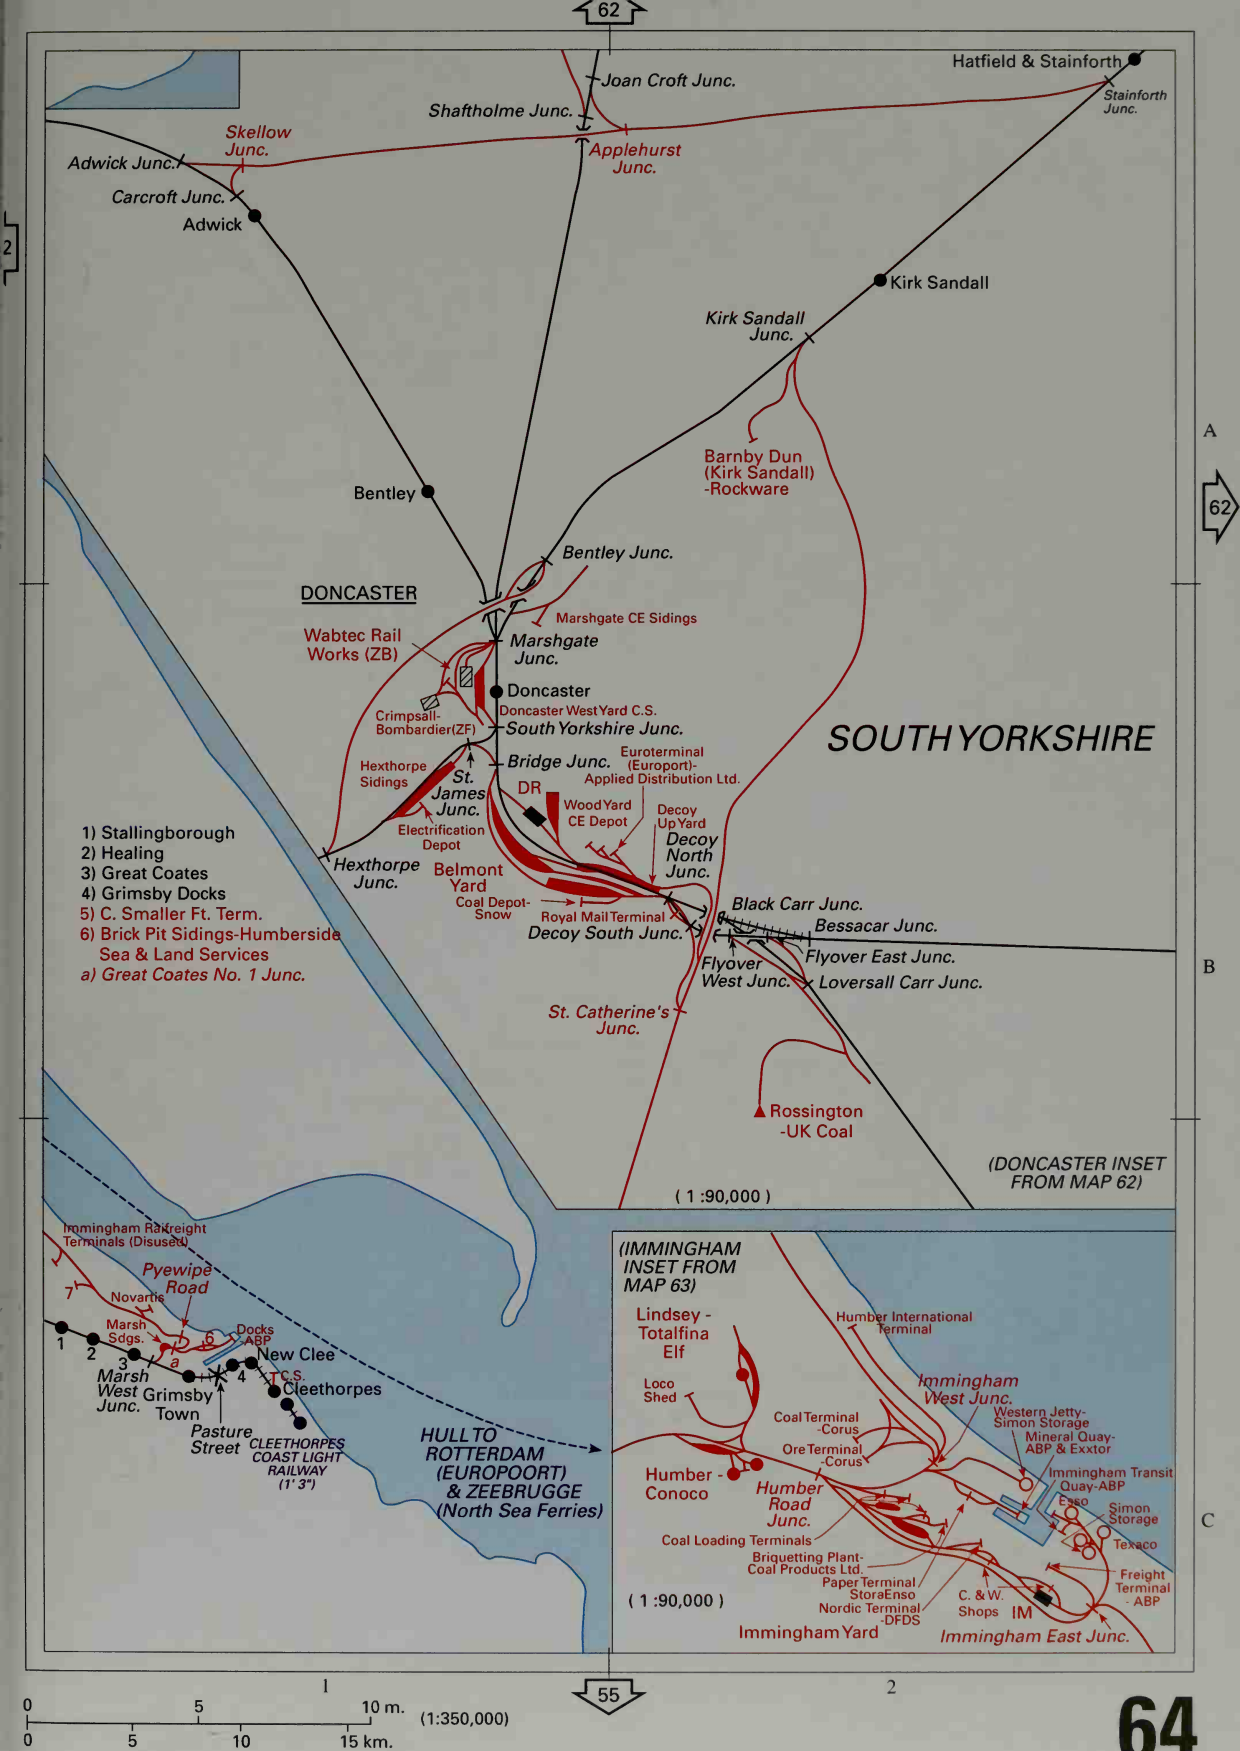 62
Hatfield & Stainforth
Joan Croft Junc.
Stainforth
Junc.
Shaftholme Junc.
Skellow
Junc.
Applehurst
Junc.
Adwick Junc.
Carcroft Junc.
Adwick
2
Kirk Sandall
Kirk Sandall
Junc.
A
Barnby Dun
(Kirk Sandall)
-Rockware
Bentley
62
Bentley Junc.
DONCASTER
Marshgate CE Sidings
Wabtec Rail
Works (ZB)
Marshgate
Junc.
Doncaster
Doncaster West Yard C.S.
Crimpsall-
Bombardier(ZF)
South Yorkshire Junc.
SOUTH YORKSHIRE
Bridge Junc.
Euroterminal
(Europort)-
Applied Distribution Ltd.
Hexthorpe
Sidings
St.
James
Junc.
DR
Wood Yard
CE Depot
Decoy
Up Yard
Decoy
North
Junc.
Electrification
Depot
1) Stallingborough
2) Healing
3) Great Coates
4) Grimsby Docks
5) C. Smaller Ft. Term.
6) Brick Pit Sidings-Humberside
Sea & Land Services
a) Great Coates No. 1 Junc.
Hexthorpe
Junc.
Belmont
Yard
Coal Depot-
Snow
Royal Mail Terminal
Decoy South Junc.
Black Carr Junc.
Bessacar Junc.
Flyover East Junc.
Flyover
West Junc.
Loversall Carr Junc.
B
St. Catherine's
Junc.
Rossington
-UK Coal
(DONCASTER INSET
FROM MAP 62)
(1:90,000)
Immingham Railfreight
Terminals (Disused)
Pyewipe
Road
7
Novartis
Marsh
Sdgs.
6
Docks
-ABP
1
2
3
a
4
New Clee
T C.S.
Cleethorpes
Marsh
West
Junc.
Grimsby
Town
Pasture
Street
CLEETHORPES
COAST LIGHT
RAILWAY
(1' 3")
HULL TO
ROTTERDAM
(EUROPOORT)
& ZEEBRUGGE
(North Sea Ferries)
(IMMINGHAM
INSET FROM
MAP 63)
Lindsey -
Totalfina
Elf
Humber International
Terminal
Loco
Shed
Immingham
West Junc.
Coal Terminal
-Corus
Western Jetty-
Simon Storage
Mineral Quay-
ABP & Exxtor
Ore Terminal
-Corus
Immingham Transit
Quay-ABP
Humber -
Conoco
Humber
Road
Junc.
Esso
Simon
Storage
Texaco
C
Coal Loading Terminals
Briquetting Plant-
Coal Products Ltd.
Paper Terminal
StoraEnso
Nordic Terminal
-DFDS
C. & W.
Shops
IM
Freight
Terminal
- ABP
(1:90,000)
Immingham Yard
Immingham East Junc.
1
2
55
0 5 10 m.
(1:350,000)
0 5 10 15 km.
64